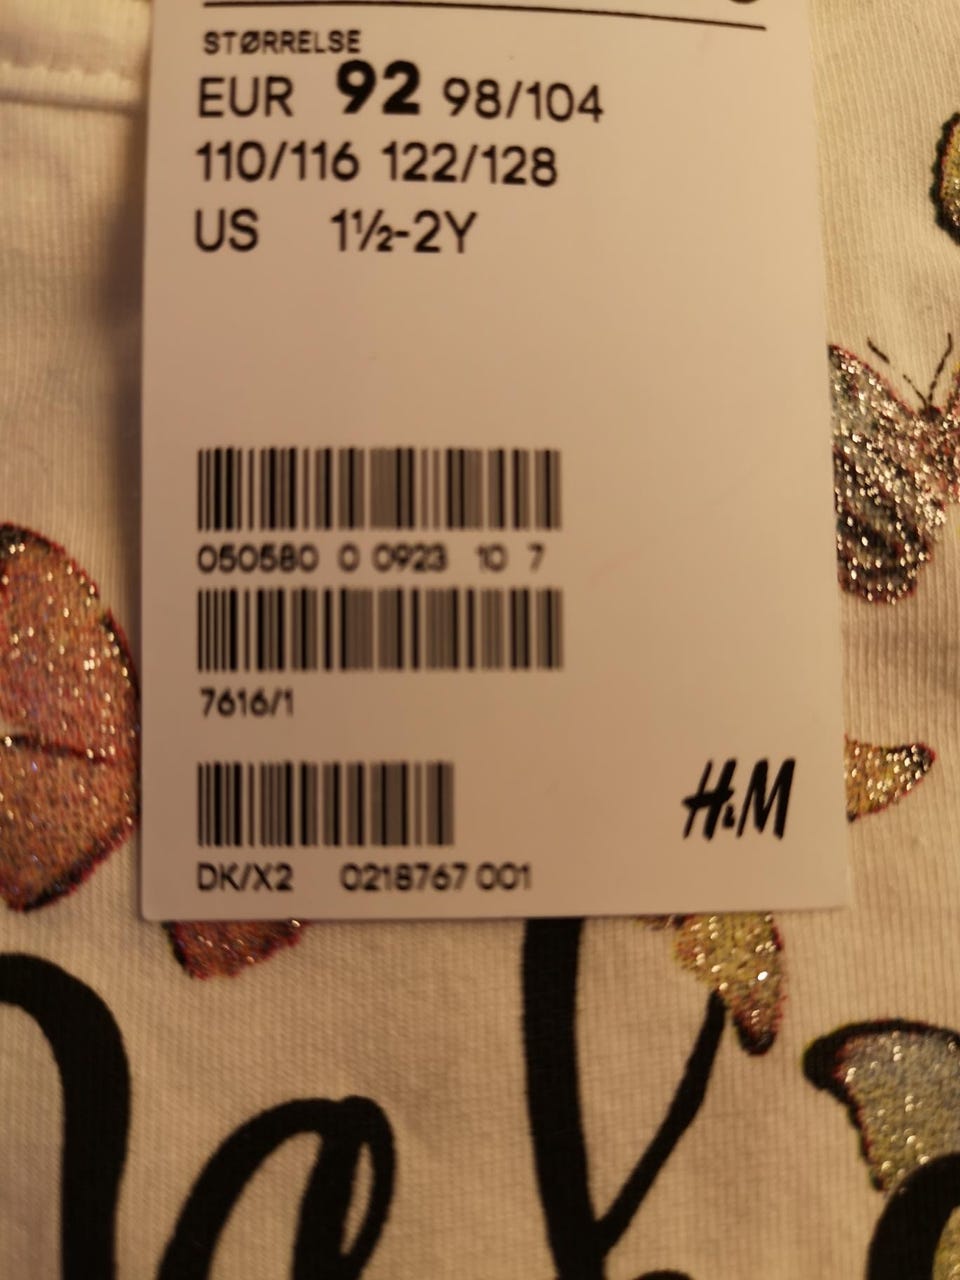 STØRRELSE
EUR 92 98/104
110/116 122/128
US 1½-2Y
050580 0 0923 10 7
7616/1
H&M
DK/X2 0218767 001